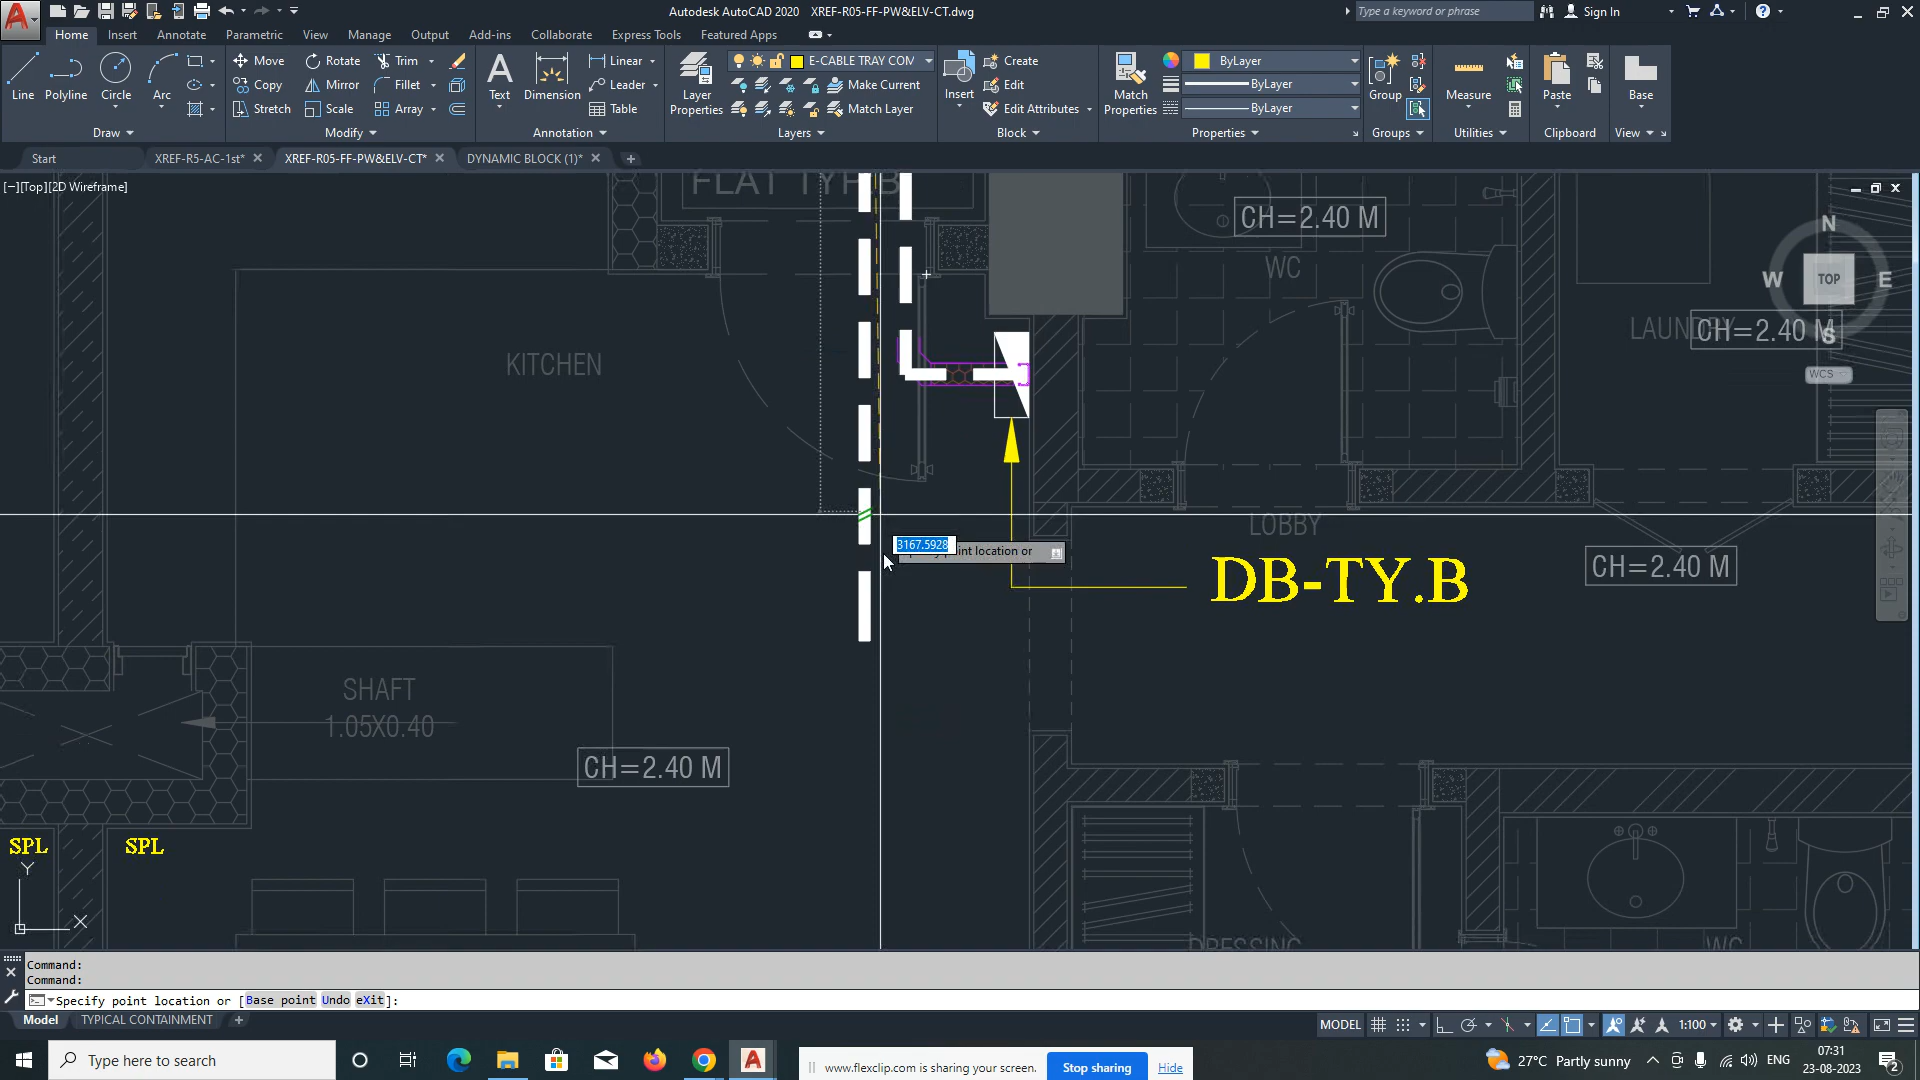 Autodesk AutoCAD 2020 XREF-R05-FF-PW&ELV-CT.dwg
Type a keyword or phrase
Sign In
Home Insert Annotate Parametric View Manage Output Add-ins Collaborate Express Tools Featured Apps
Line Polyline Circle Arc
Move Rotate Trim
Copy Mirror Fillet
Stretch Scale Array
Text Dimension
Linear
Leader
Table
Layer Properties
E-CABLE TRAY COM
Make Current
Match Layer
Insert
Create
Edit
Edit Attributes
Match Properties
ByLayer
ByLayer
ByLayer
Group Measure Paste Base
Draw Modify Annotation Layers Block Properties Groups Utilities Clipboard View
Start XREF-R5-AC-1st* XREF-R05-FF-PW&ELV-CT* DYNAMIC BLOCK (1)*
[−][Top][2D Wireframe]
FLAT TYP.B
CH=2.40 M
N
W TOP E
S
WC
LAUNDRY
CH=2.40 M
KITCHEN
WCS
LOBBY
3167.5928
point location or
CH=2.40 M
DB-TY.B
SHAFT
1.05X0.40
CH=2.40 M
SPL SPL
Y
X
DRESSING
WC
Command:
Command:
Specify point location or [Base point Undo eXit]:
Model TYPICAL CONTAINMENT
MODEL 1:100
Type here to search
www.flexclip.com is sharing your screen. Stop sharing Hide
27°C Partly sunny ENG
07:31
23-08-2023
2